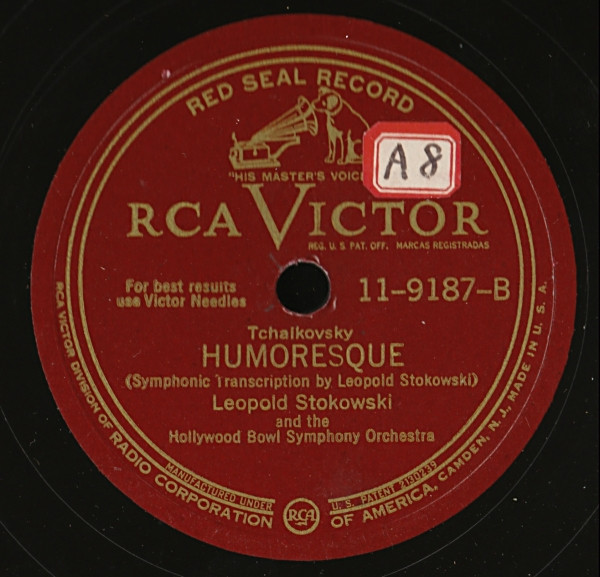 RED SEAL RECORD
A8
"HIS MASTER'S VOICE
RCA VICTOR
REG. U. S. PAT. OFF. MARCAS REGISTRADAS
For best results
use Victor Needles
11-9187-B
Tchaikovsky
HUMORESQUE
(Symphonic Transcription by Leopold Stokowski)
Leopold Stokowski
and the
Hollywood Bowl Symphony Orchestra
MANUFACTURED UNDER U. S. PATENT 2130239
RCA VICTOR DIVISION OF RADIO CORPORATION OF AMERICA, CAMDEN, N. J., MADE IN U. S. A.
RCA